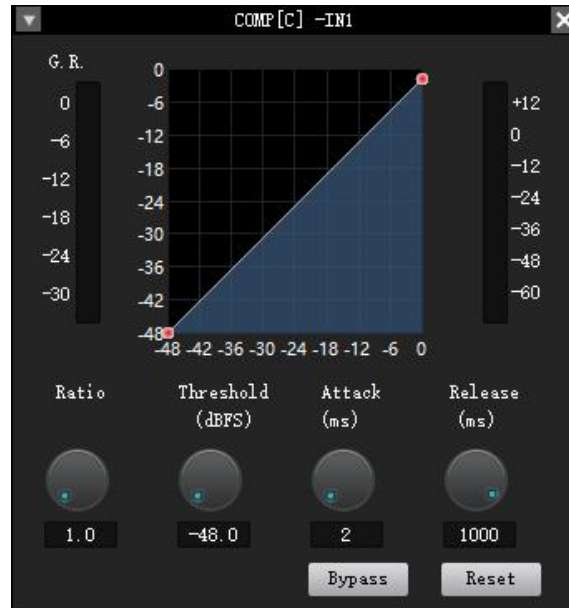 COMP[C] -IN1
G.R.
0
-6
-12
-18
-24
-30
0
-6
-12
-18
-24
-30
-36
-42
-48
-48 -42 -36 -30 -24 -18 -12 -6 0
+12
0
-12
-24
-36
-48
-60
Ratio
Threshold
(dBFS)
Attack
(ms)
Release
(ms)
1.0
-48.0
2
1000
Bypass
Reset